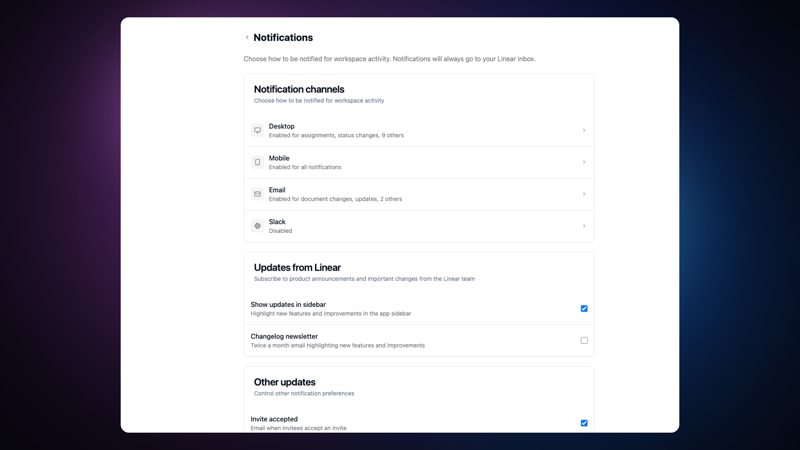 Notifications
Choose how to be notified for workspace activity. Notifications will always go to your Linear inbox.
Notification channels
Choose how to be notified for workspace activity
Desktop
Enabled for assignments, status changes, 9 others
Mobile
Enabled for all notifications
Email
Enabled for document changes, updates, 2 others
Slack
Disabled
Updates from Linear
Subscribe to product announcements and important changes from the Linear team
Show updates in sidebar
Highlight new features and improvements in the app sidebar
Changelog newsletter
Twice a month email highlighting new features and improvements
Other updates
Control other notification preferences
Invite accepted
Email when invitees accept an invite